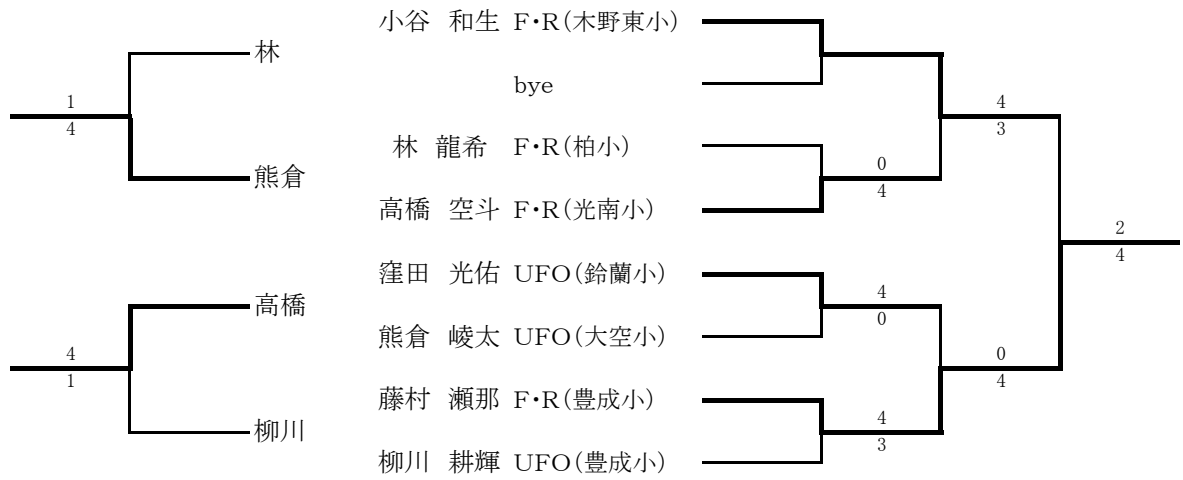 小谷 和生 F・R(木野東小)
林
bye
1
4
4
3
林 龍希 F・R(柏小)
0
4
熊倉
高橋 空斗 F・R(光南小)
2
4
窪田 光佑 UFO(鈴蘭小)
高橋
4
0
熊倉 崚太 UFO(大空小)
4
1
0
4
藤村 瀬那 F・R(豊成小)
柳川
4
3
柳川 耕輝 UFO(豊成小)